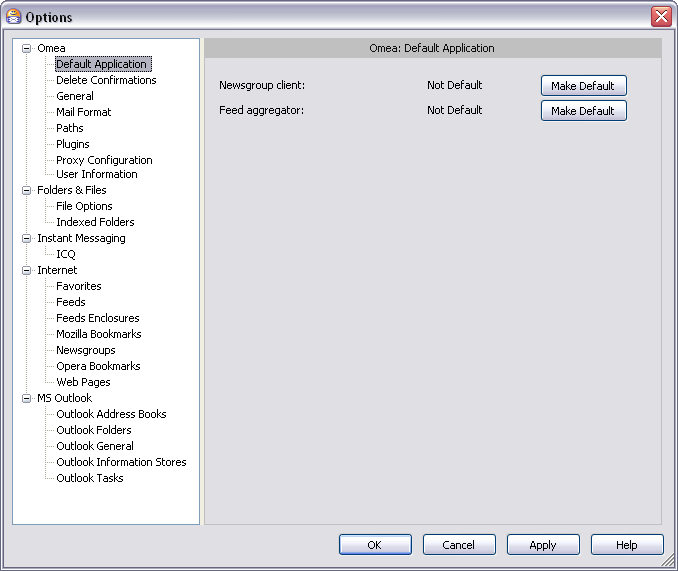 Options
Omea
Default Application
Delete Confirmations
General
Mail Format
Paths
Plugins
Proxy Configuration
User Information
Folders & Files
File Options
Indexed Folders
Instant Messaging
ICQ
Internet
Favorites
Feeds
Feeds Enclosures
Mozilla Bookmarks
Newsgroups
Opera Bookmarks
Web Pages
MS Outlook
Outlook Address Books
Outlook Folders
Outlook General
Outlook Information Stores
Outlook Tasks
Omea: Default Application
Newsgroup client: Not Default Make Default
Feed aggregator: Not Default Make Default
OK Cancel Apply Help